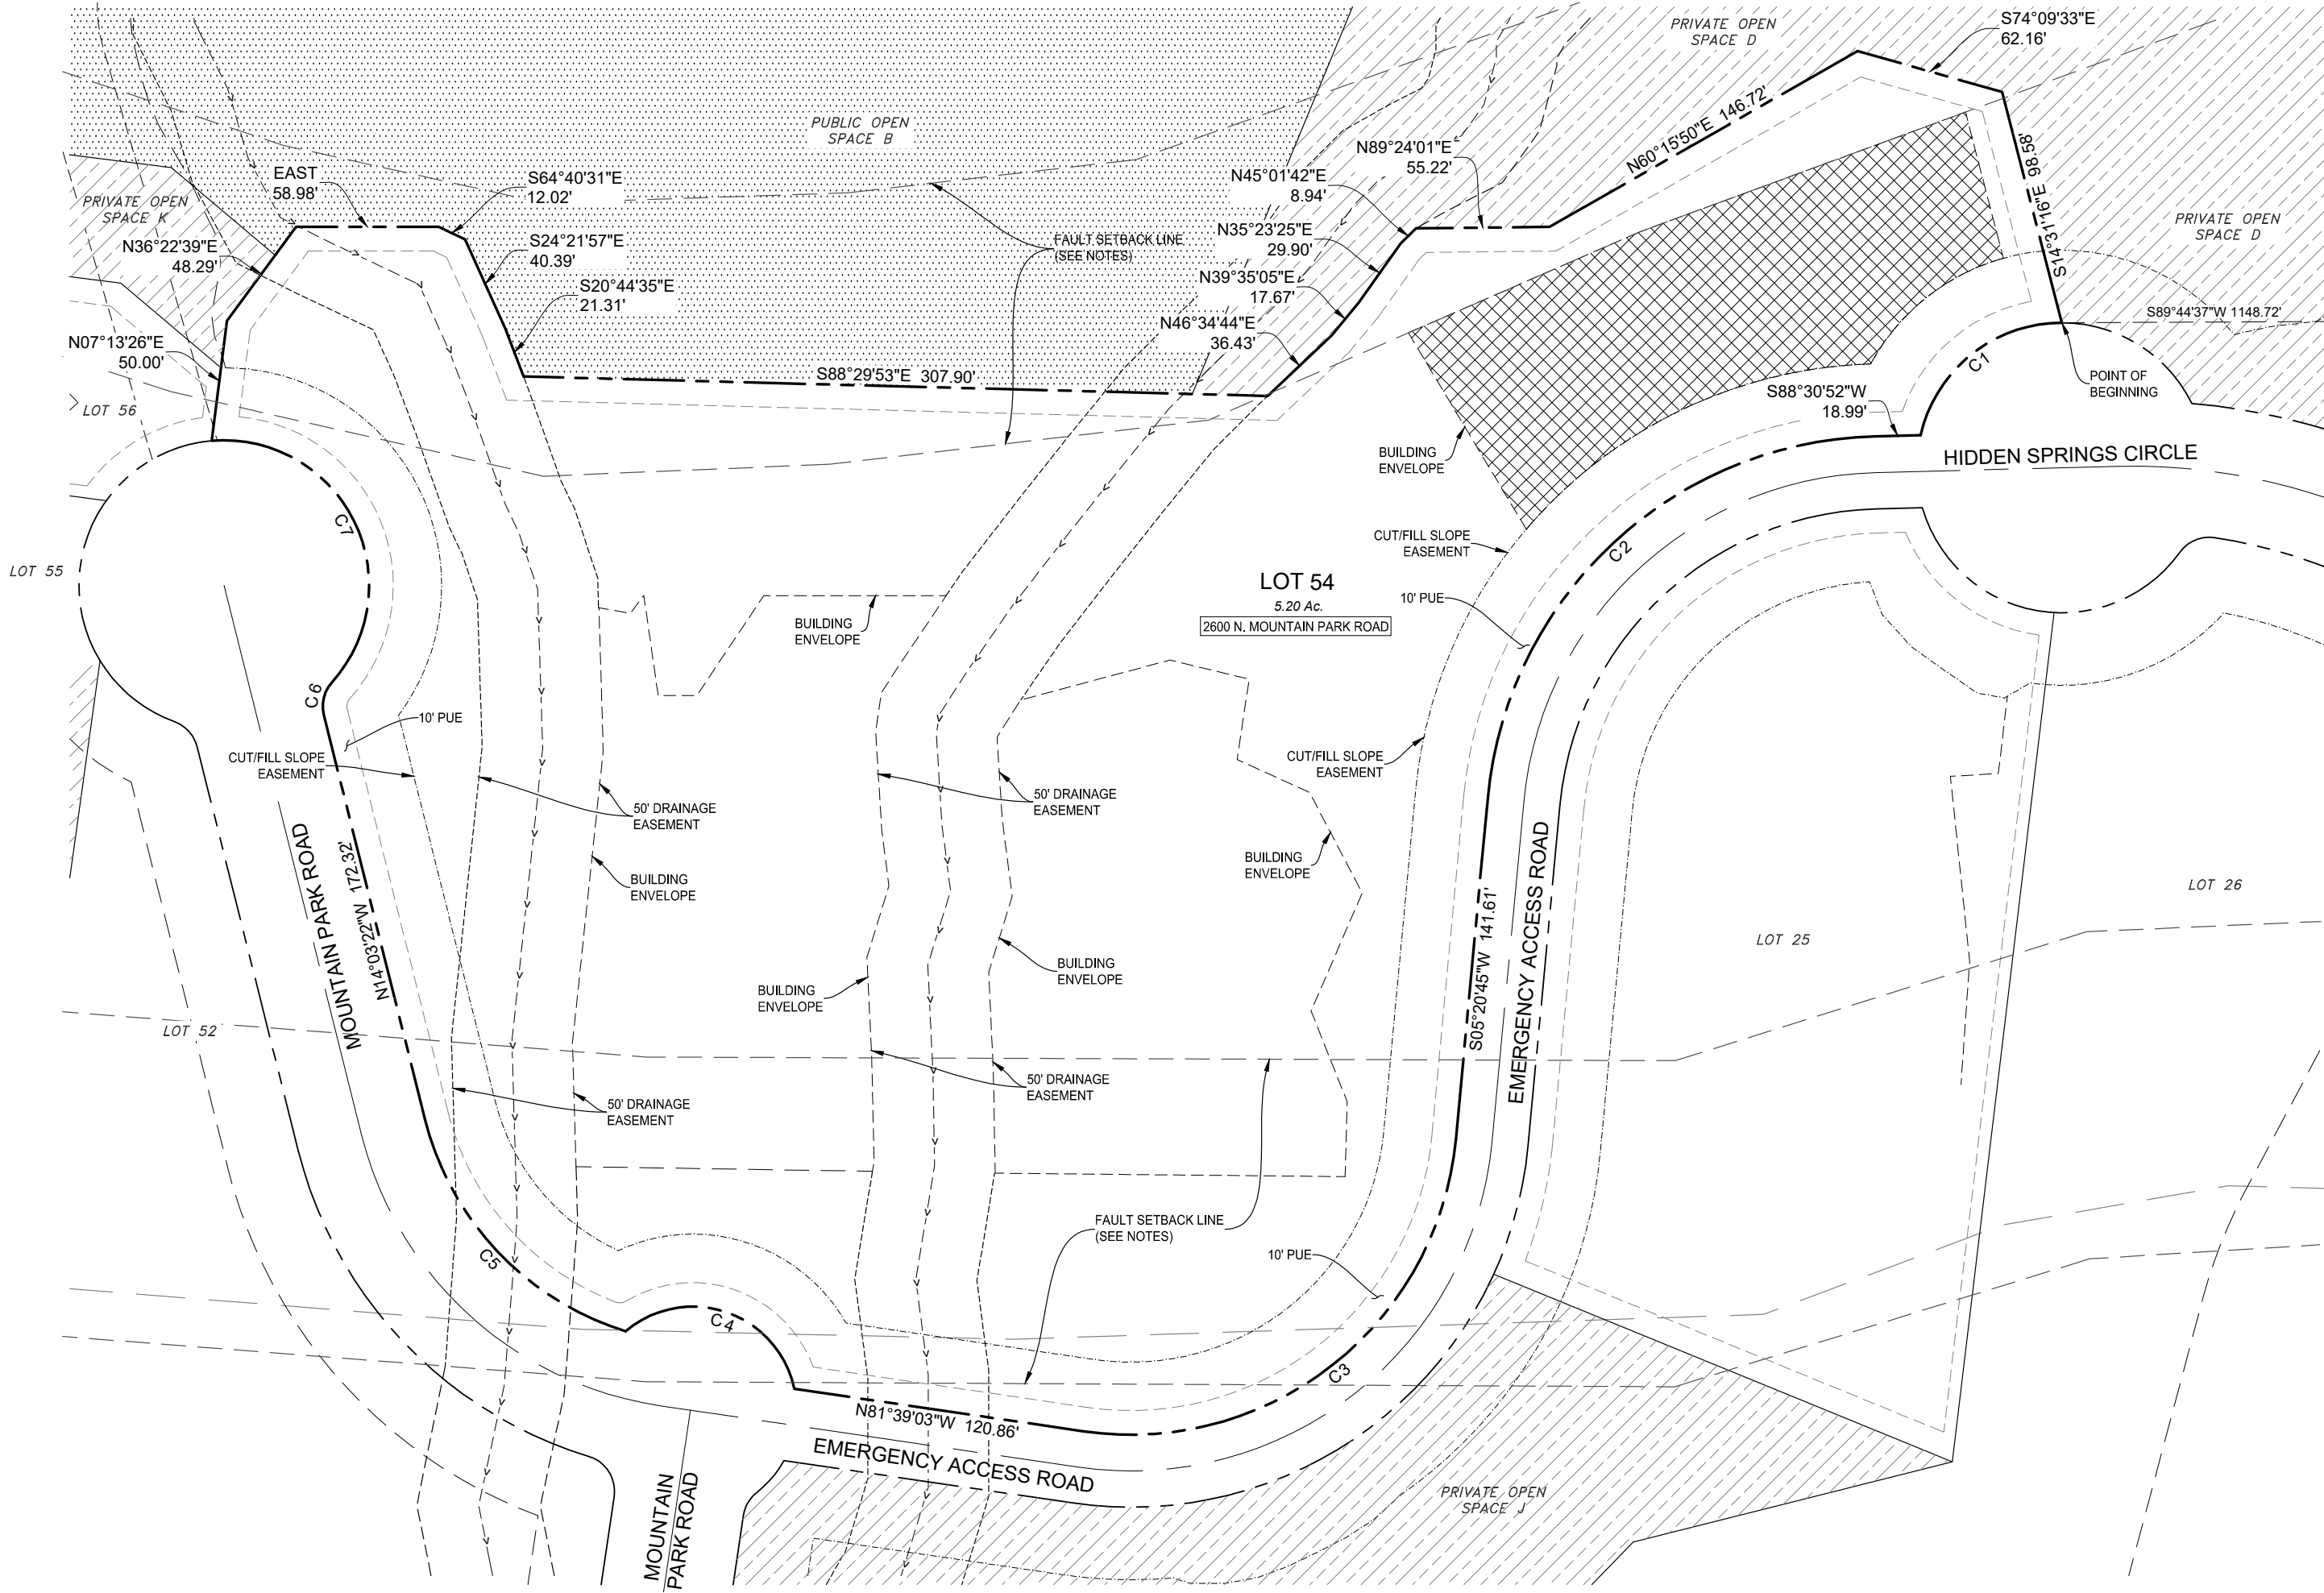 PRIVATE OPEN
SPACE D
S74°09'33"E
62.16'
PUBLIC OPEN
SPACE B
N60°15'50"E 146.72'
N89°24'01"E
55.22'
S14°31'16"E 98.58'
EAST
58.98'
S64°40'31"E
12.02'
N45°01'42"E
8.94'
PRIVATE OPEN
SPACE K
PRIVATE OPEN
SPACE D
N36°22'39"E
48.29'
S24°21'57"E
40.39'
FAULT SETBACK LINE
(SEE NOTES)
N35°23'25"E
29.90'
N39°35'05"E
17.67'
S20°44'35"E
21.31'
S89°44'37"W 1148.72'
N46°34'44"E
36.43'
N07°13'26"E
50.00'
S88°29'53"E 307.90'
C1
POINT OF
BEGINNING
S88°30'52"W
18.99'
LOT 56
BUILDING
ENVELOPE
HIDDEN SPRINGS CIRCLE
C7
CUT/FILL SLOPE
EASEMENT
C2
LOT 55
LOT 54
5.20 Ac.
2600 N. MOUNTAIN PARK ROAD
10' PUE
BUILDING
ENVELOPE
C6
10' PUE
CUT/FILL SLOPE
EASEMENT
CUT/FILL SLOPE
EASEMENT
50' DRAINAGE
EASEMENT
50' DRAINAGE
EASEMENT
MOUNTAIN PARK ROAD
N14°03'22"W 172.32'
BUILDING
ENVELOPE
BUILDING
ENVELOPE
S05°20'45"W 141.61'
EMERGENCY ACCESS ROAD
LOT 26
LOT 25
BUILDING
ENVELOPE
BUILDING
ENVELOPE
LOT 52
50' DRAINAGE
EASEMENT
50' DRAINAGE
EASEMENT
FAULT SETBACK LINE
(SEE NOTES)
10' PUE
C5
C4
C3
N81°39'03"W 120.86'
EMERGENCY ACCESS ROAD
MOUNTAIN
PARK ROAD
PRIVATE OPEN
SPACE J